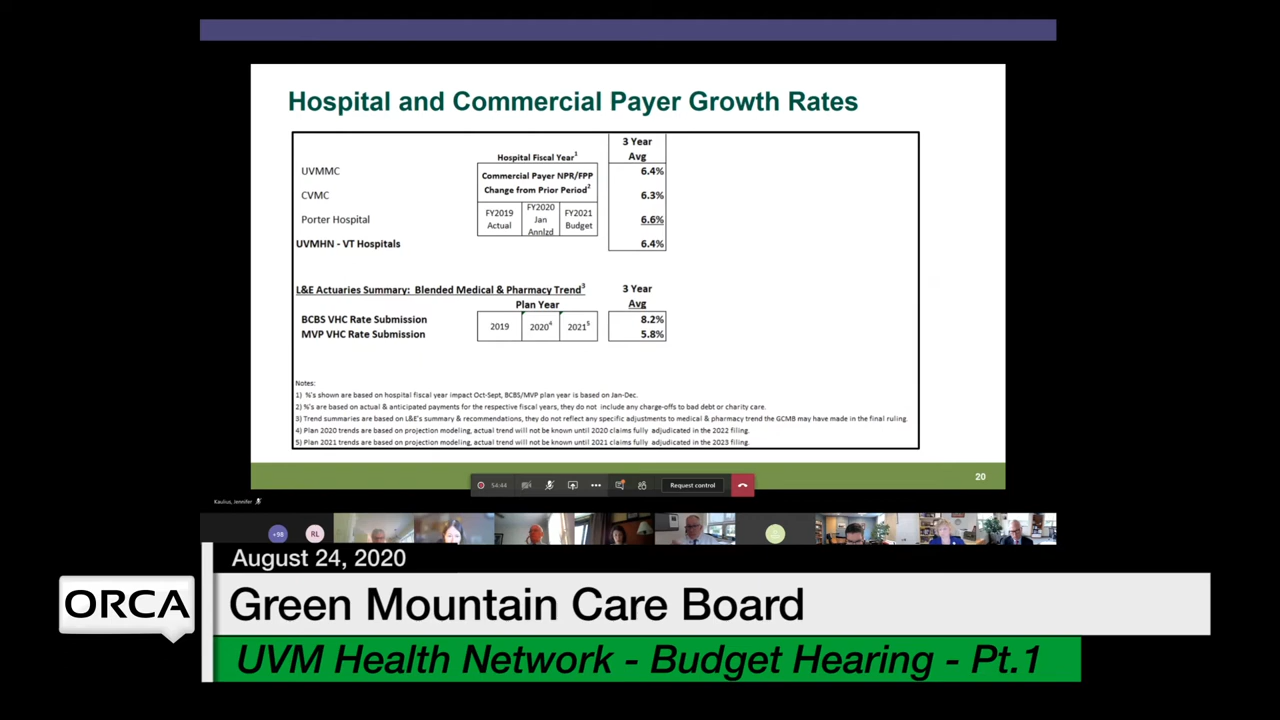 Hospital and Commercial Payer Growth Rates
3 Year
Avg
Hospital Fiscal Year1
Commercial Payer NPR/FPP
Change from Prior Period2
FY2019
Actual
FY2020
Jan
Annlzd
FY2021
Budget
UVMMC 6.4%
CVMC 6.3%
Porter Hospital 6.6%
UVMHN - VT Hospitals 6.4%
L&E Actuaries Summary: Blended Medical & Pharmacy Trend3
3 Year
Plan Year
Avg
BCBS VHC Rate Submission 8.2%
MVP VHC Rate Submission 5.8%
2019 20204 20215
Notes:
1) %'s shown are based on hospital fiscal year impact Oct-Sept, BCBS/MVP plan year is based on Jan-Dec.
2) %'s are based on actual & anticipated payments for the respective fiscal years, they do not include any charge-offs to bad debt or charity care.
3) Trend summaries are based on L&E's summary & recommendations, they do not reflect any specific adjustments to medical & pharmacy trend the GCMB may have made in the final ruling.
4) Plan 2020 trends are based on projection modeling, actual trend will not be known until 2020 claims fully adjudicated in the 2022 filing.
5) Plan 2021 trends are based on projection modeling, actual trend will not be known until 2021 claims fully adjudicated in the 2023 filing.
20
54:44
Request control
Kaulius, Jennifer
+98
RL
August 24, 2020
ORCA
Green Mountain Care Board
UVM Health Network - Budget Hearing - Pt.1